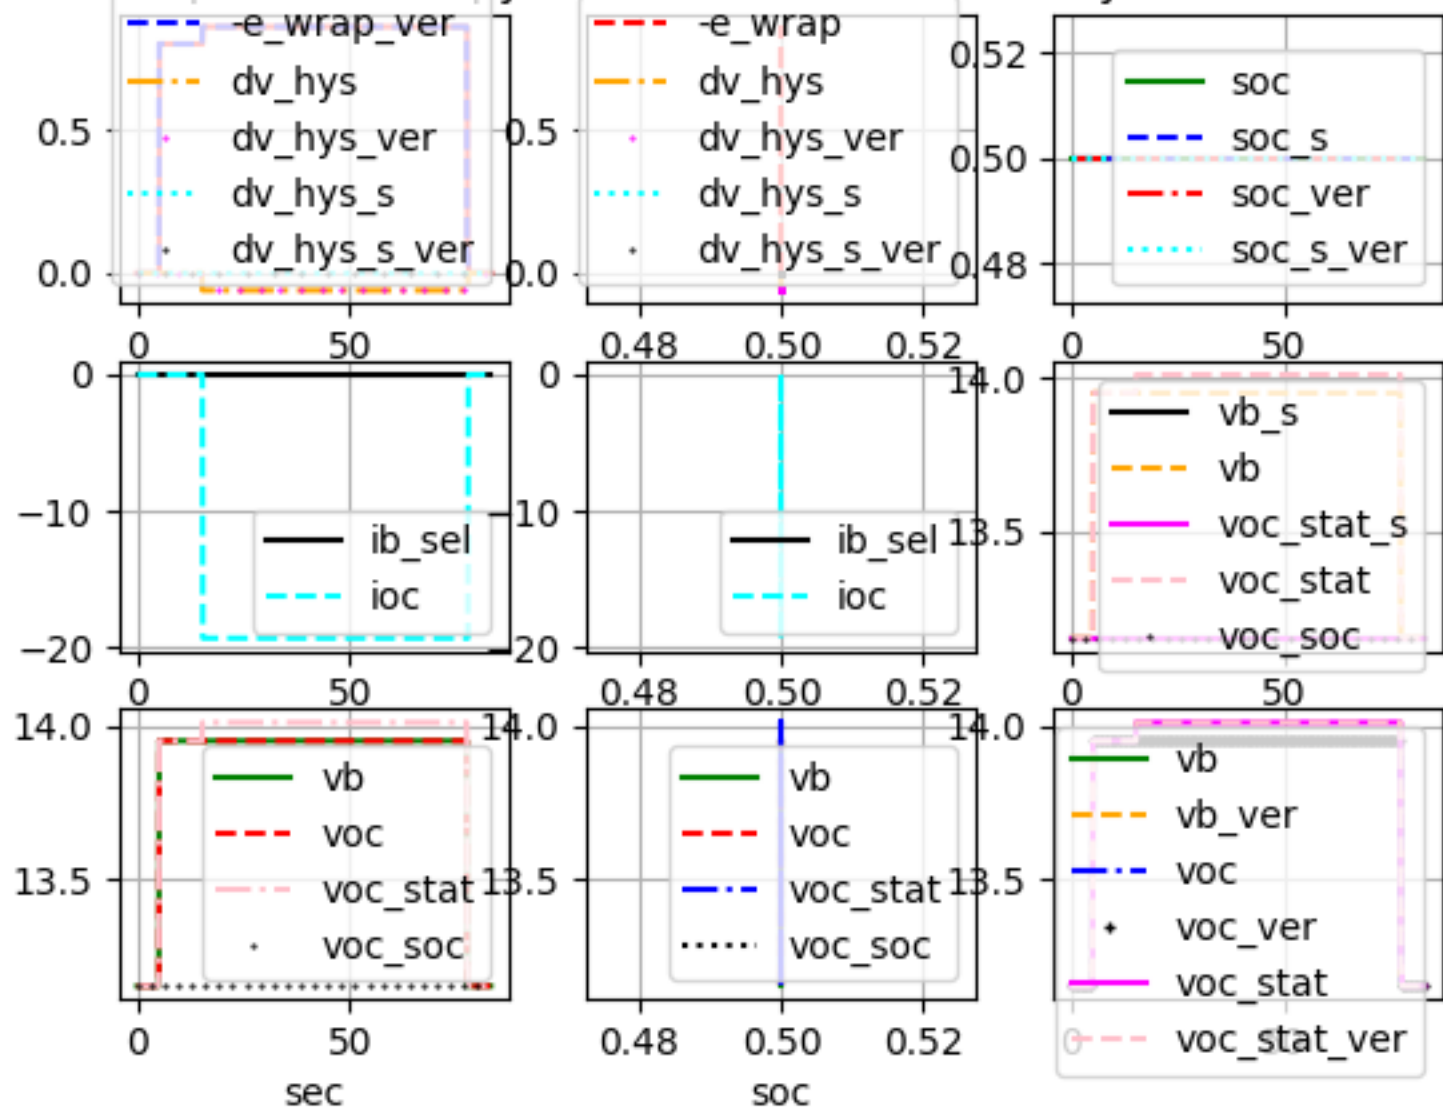 -e_wrap_ver
dv_hys
dv_hys_ver
dv_hys_s
dv_hys_s_ver
0.5
0.0
0
50
-e_wrap
dv_hys
dv_hys_ver
dv_hys_s
dv_hys_s_ver
0.5
0.0
0.48
0.50
0.52
soc
soc_s
soc_ver
soc_s_ver
0.52
0.50
0.48
0
50
0
−10
−20
ib_sel
ioc
0
50
0
−10
−20
ib_sel
ioc
0.48
0.50
0.52
14.0
13.5
vb_s
vb
voc_stat_s
voc_stat
voc_soc
0
50
14.0
13.5
vb
voc
voc_stat
voc_soc
0
50
sec
14.0
13.5
vb
voc
voc_stat
voc_soc
0.48
0.50
0.52
soc
14.0
13.5
vb
vb_ver
voc
voc_ver
voc_stat
voc_stat_ver
0